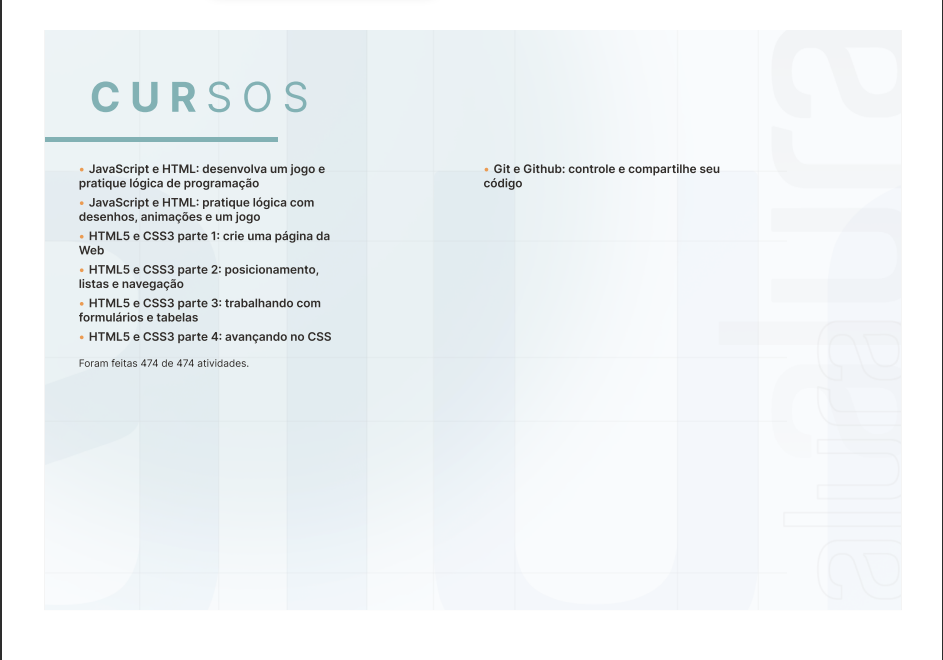 CURSOS
• JavaScript e HTML: desenvolva um jogo e
pratique lógica de programação
• JavaScript e HTML: pratique lógica com
desenhos, animações e um jogo
• HTML5 e CSS3 parte 1: crie uma página da
Web
• HTML5 e CSS3 parte 2: posicionamento,
listas e navegação
• HTML5 e CSS3 parte 3: trabalhando com
formulários e tabelas
• HTML5 e CSS3 parte 4: avançando no CSS
Foram feitas 474 de 474 atividades.
• Git e Github: controle e compartilhe seu
código
alura
alura